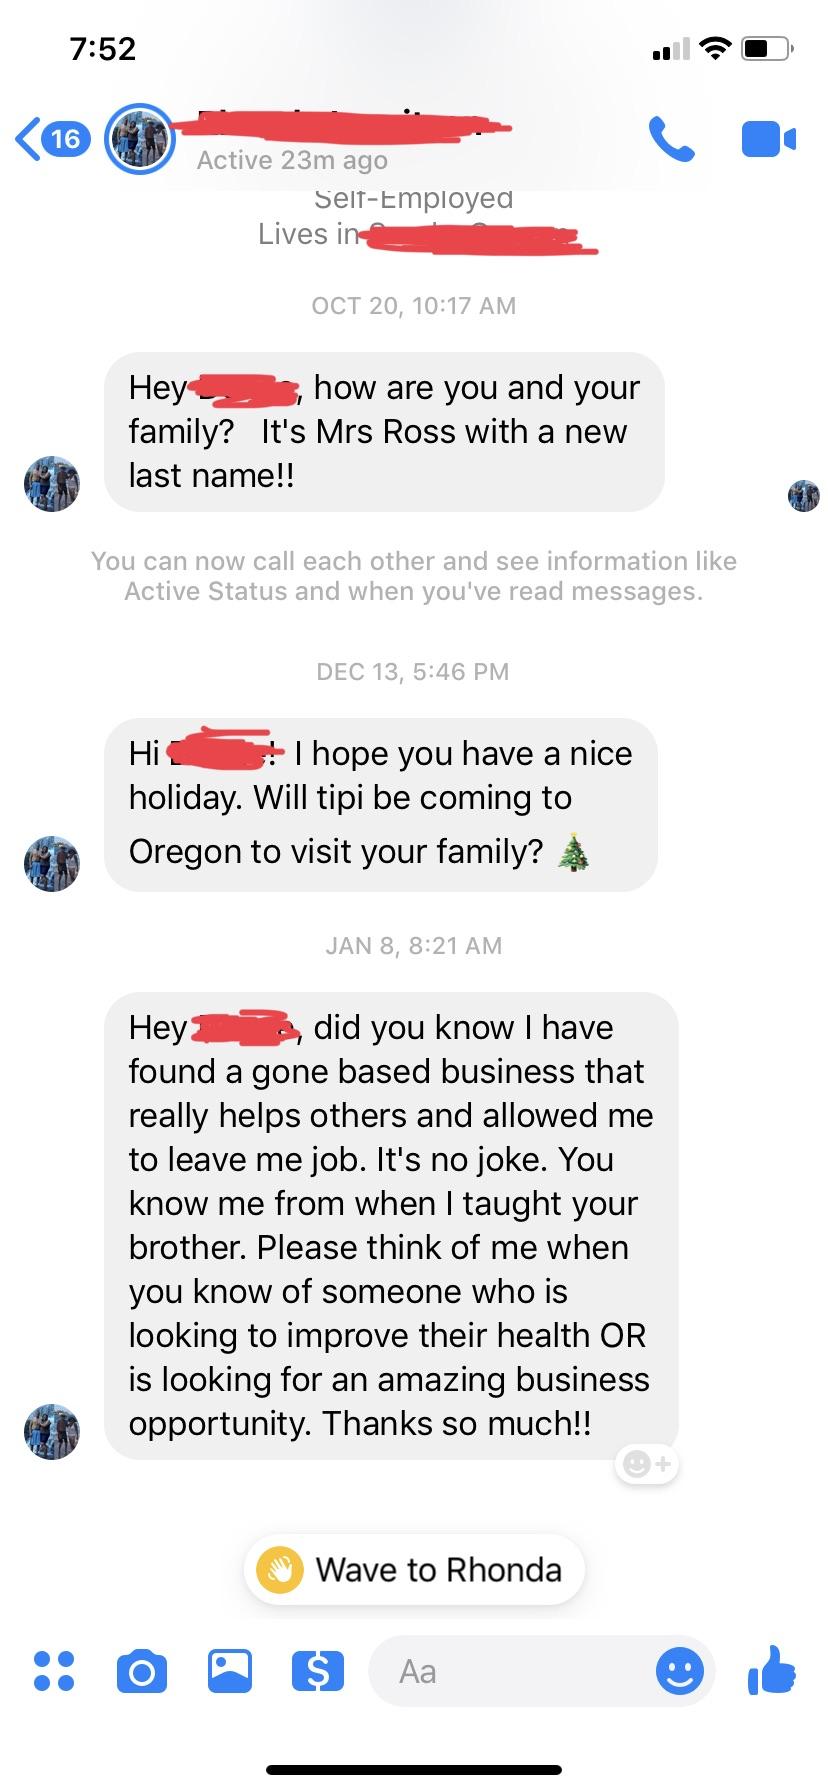 7:52
16
Active 23m ago
Self-Employed
Lives in
OCT 20, 10:17 AM
Hey , how are you and your
family? It's Mrs Ross with a new
last name!!
You can now call each other and see information like
Active Status and when you've read messages.
DEC 13, 5:46 PM
Hi ! I hope you have a nice
holiday. Will tipi be coming to
Oregon to visit your family? 🎄
JAN 8, 8:21 AM
Hey , did you know I have
found a gone based business that
really helps others and allowed me
to leave me job. It's no joke. You
know me from when I taught your
brother. Please think of me when
you know of someone who is
looking to improve their health OR
is looking for an amazing business
opportunity. Thanks so much!!
Wave to Rhonda
Aa